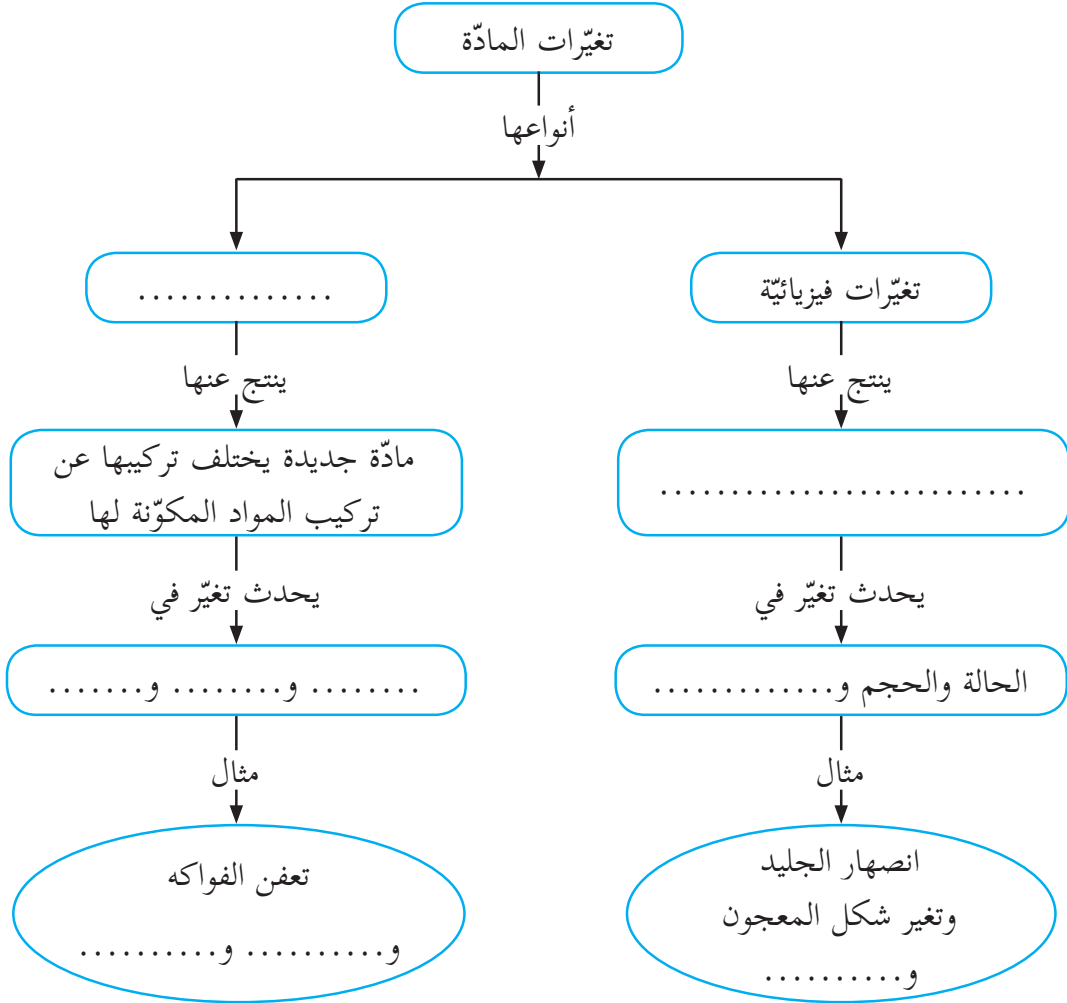 تغيّرات المادّة
أنواعها
تغيّرات فيزيائيّة
ينتج عنها
..........................
يحدث تغيّر في
الحالة والحجم و.............
مثال
انصهار الجليد
وتغير شكل المعجون
و..........
..............
ينتج عنها
مادّة جديدة يختلف تركيبها عن
تركيب المواد المكوّنة لها
يحدث تغيّر في
........ و........ و.......
مثال
تعفن الفواكه
و.......... و..........